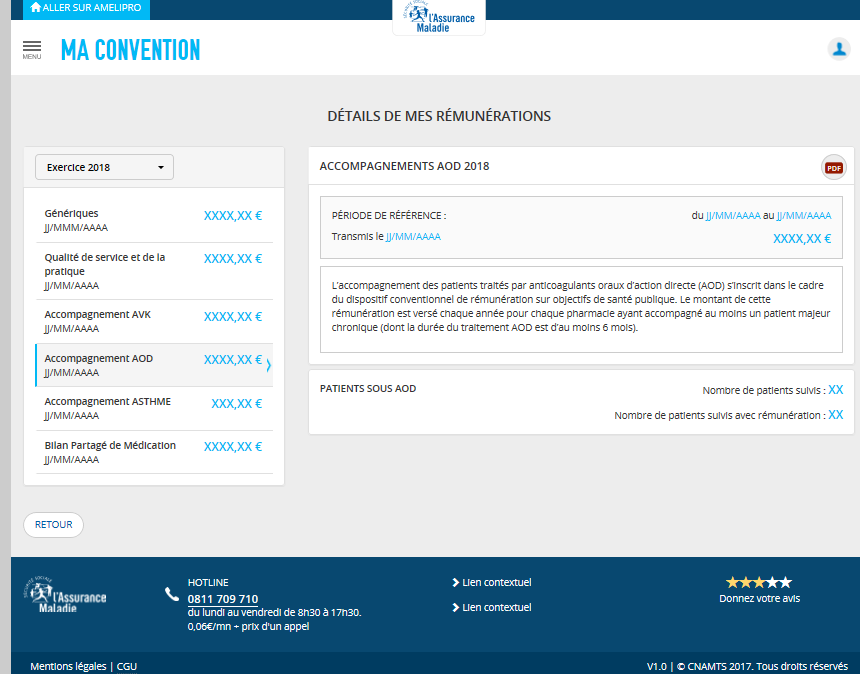 ALLER SUR AMELIPRO
SÉCURITÉ SOCIALE
l'Assurance
Maladie
MENU
MA CONVENTION
DÉTAILS DE MES RÉMUNÉRATIONS
Exercice 2018
Génériques XXXX,XX €
JJ/MMM/AAAA
Qualité de service et de la XXXX,XX €
pratique
JJ/MM/AAAA
Accompagnement AVK XXXX,XX €
JJ/MM/AAAA
Accompagnement AOD XXXX,XX €
JJ/MM/AAAA
Accompagnement ASTHME XXX,XX €
JJ/MM/AAAA
Bilan Partagé de Médication XXXX,XX €
JJ/MM/AAAA
RETOUR
ACCOMPAGNEMENTS AOD 2018 PDF
PÉRIODE DE RÉFÉRENCE : du JJ/MM/AAAA au JJ/MM/AAAA
Transmis le JJ/MM/AAAA XXXX,XX €
L'accompagnement des patients traités par anticoagulants oraux d'action directe (AOD) s'inscrit dans le cadre
du dispositif conventionnel de rémunération sur objectifs de santé publique. Le montant de cette
rémunération est versé chaque année pour chaque pharmacie ayant accompagné au moins un patient majeur
chronique (dont la durée du traitement AOD est d'au moins 6 mois).
PATIENTS SOUS AOD Nombre de patients suivis : XX
Nombre de patients suivis avec rémunération : XX
SÉCURITÉ SOCIALE
l'Assurance
Maladie
HOTLINE
0811 709 710
du lundi au vendredi de 8h30 à 17h30.
0,06€/mn + prix d'un appel
Lien contextuel
Lien contextuel
Donnez votre avis
Mentions légales | CGU
V1.0 | © CNAMTS 2017. Tous droits réservés